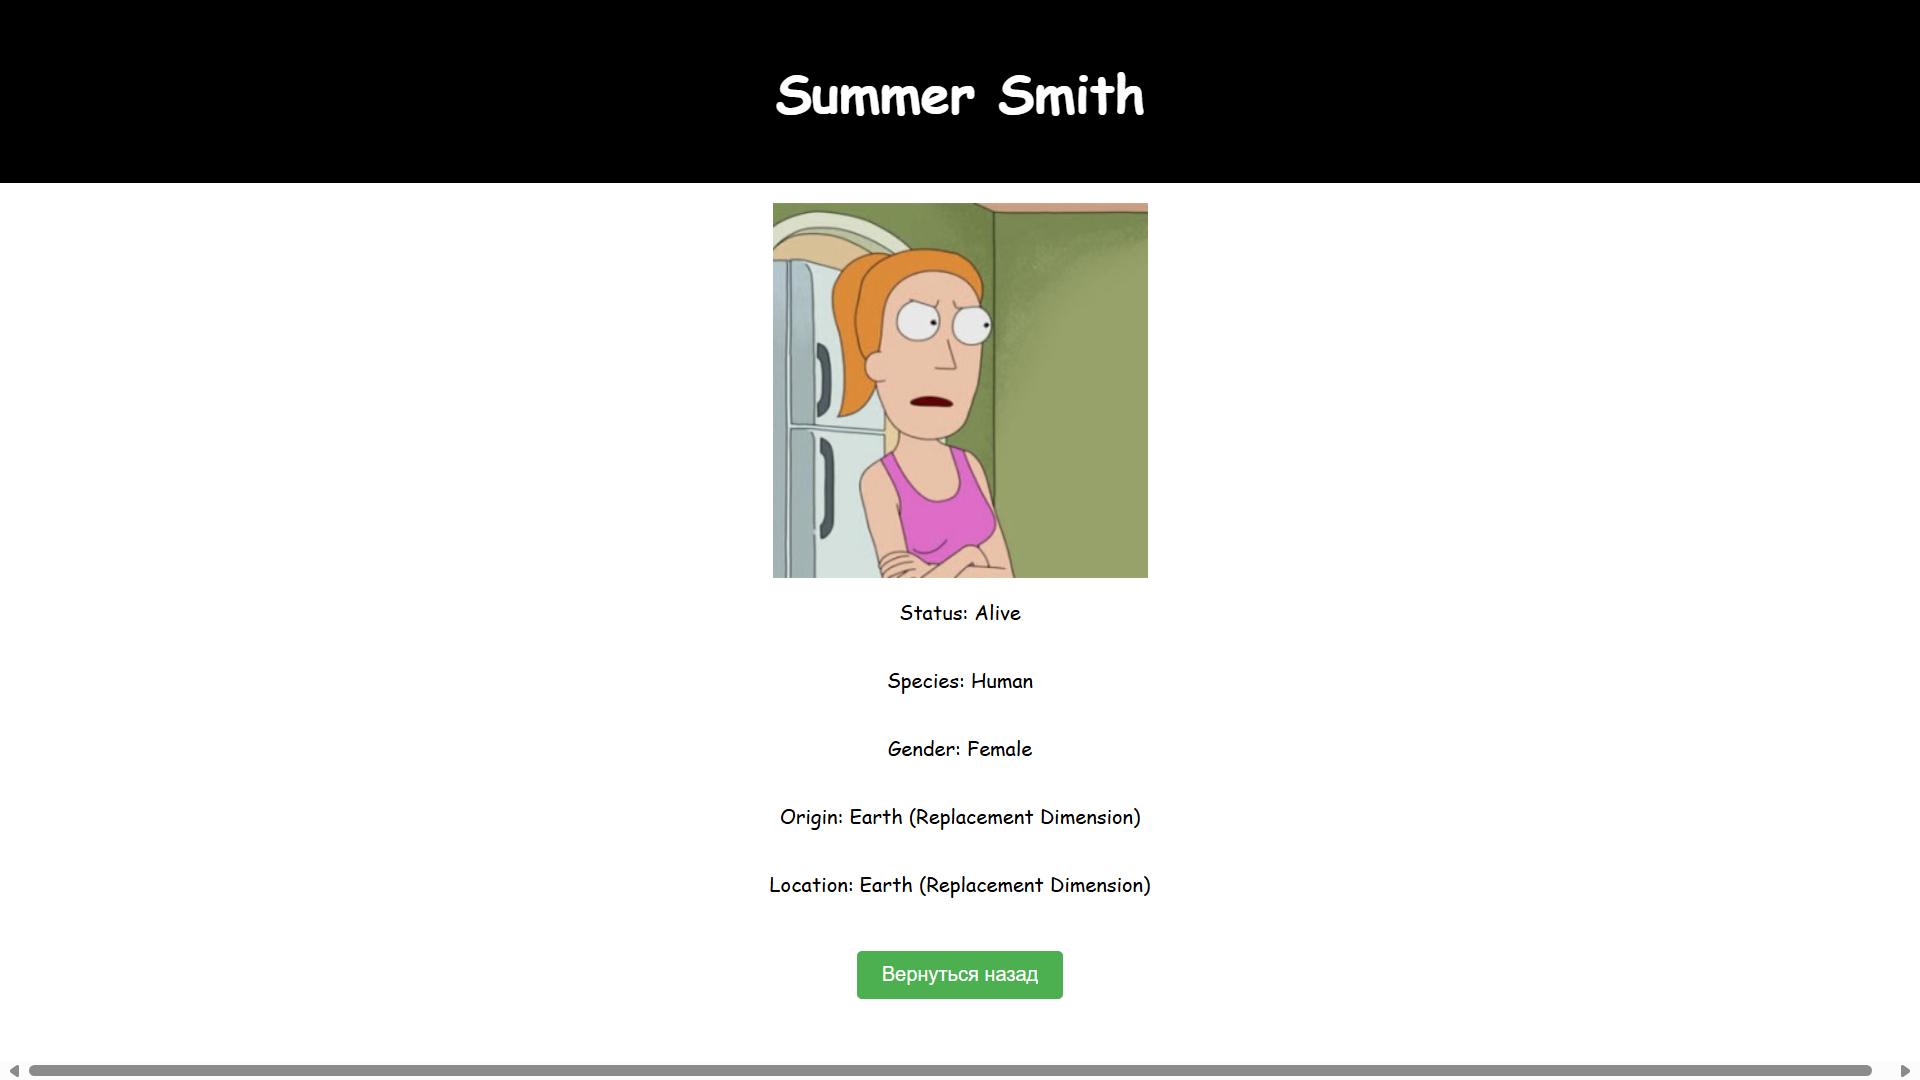 Summer Smith
Status: Alive
Species: Human
Gender: Female
Origin: Earth (Replacement Dimension)
Location: Earth (Replacement Dimension)
Вернуться назад